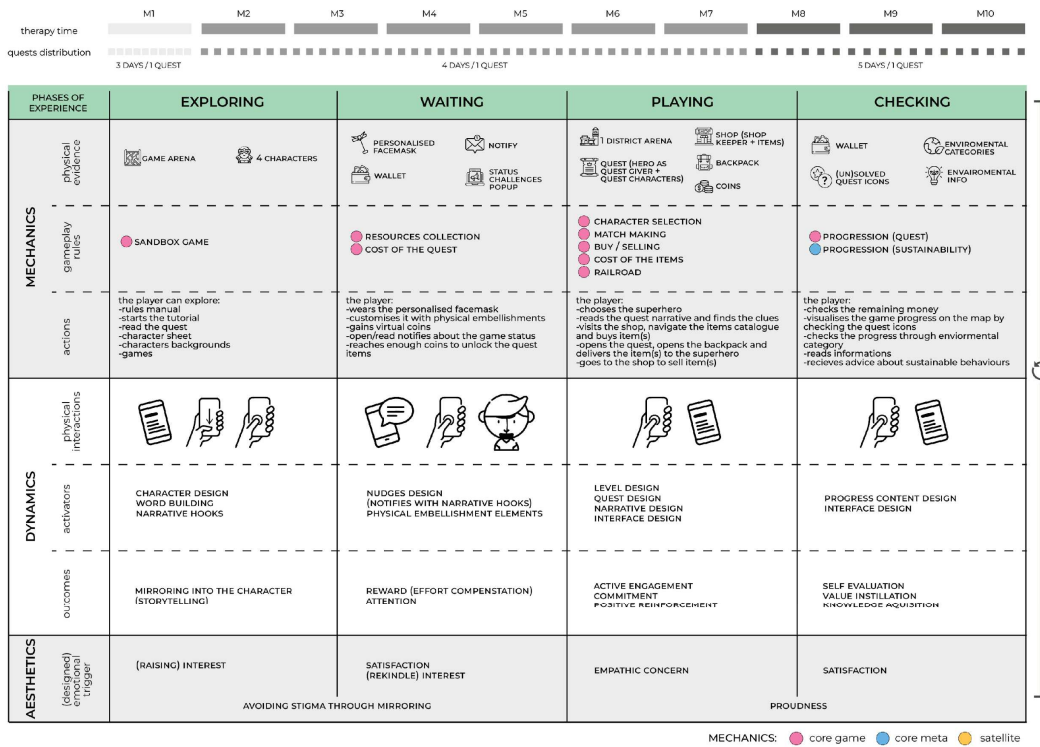 M1 M2 M3 M4 M5 M6 M7 M8 M9 M10
therapy time
quests distribution
3 DAYS / 1 QUEST 4 DAYS / 1 QUEST 5 DAYS / 1 QUEST
PHASES OF
EXPERIENCE
EXPLORING WAITING PLAYING CHECKING
MECHANICS
physical
evidence
GAME ARENA
4 CHARACTERS
PERSONALISED
FACEMASK
NOTIFY
WALLET
STATUS
CHALLENGES
POPUP
1 DISTRICT ARENA
SHOP (SHOP
KEEPER + ITEMS)
QUEST (HERO AS
QUEST GIVER +
QUEST CHARACTERS)
BACKPACK
COINS
WALLET
ENVIROMENTAL
CATEGORIES
(UN)SOLVED
QUEST ICONS
ENVAIROMENTAL
INFO
gameplay
rules
SANDBOX GAME
RESOURCES COLLECTION
COST OF THE QUEST
CHARACTER SELECTION
MATCH MAKING
BUY / SELLING
COST OF THE ITEMS
RAILROAD
PROGRESSION (QUEST)
PROGRESSION (SUSTAINABILITY)
actions
the player can explore:
-rules manual
-starts the tutorial
-read the quest
-character sheet
-characters backgrounds
-games
the player:
-wears the personalised facemask
-customises it with physical embellishments
-gains virtual coins
-open/read notifies about the game status
-reaches enough coins to unlock the quest
items
the player:
-chooses the superhero
-reads the quest narrative and finds the clues
-visits the shop, navigate the items catalogue
and buys item(s)
-opens the quest, opens the backpack and
delivers the item(s) to the superhero
-goes to the shop to sell item(s)
the player:
-checks the remaining money
-visualises the game progress on the map by
checking the quest icons
-checks the progress through enviormental
category
-reads informations
-recieves advice about sustainable behaviours
DYNAMICS
physical
interactions
activators
CHARACTER DESIGN
WORD BUILDING
NARRATIVE HOOKS
NUDGES DESIGN
(NOTIFIES WITH NARRATIVE HOOKS)
PHYSICAL EMBELLISHMENT ELEMENTS
LEVEL DESIGN
QUEST DESIGN
NARRATIVE DESIGN
INTERFACE DESIGN
PROGRESS CONTENT DESIGN
INTERFACE DESIGN
outcomes
MIRRORING INTO THE CHARACTER
(STORYTELLING)
REWARD (EFFORT COMPENSTATION)
ATTENTION
ACTIVE ENGAGEMENT
COMMITMENT
POSITIVE REINFORCEMENT
SELF EVALUATION
VALUE INSTILLATION
KNOWLEDGE AQUISITION
AESTHETICS
(designed)
emotional
trigger
(RAISING) INTEREST
SATISFACTION
(REKINDLE) INTEREST
EMPATHIC CONCERN
SATISFACTION
AVOIDING STIGMA THROUGH MIRRORING
PROUDNESS
MECHANICS: core game core meta satellite